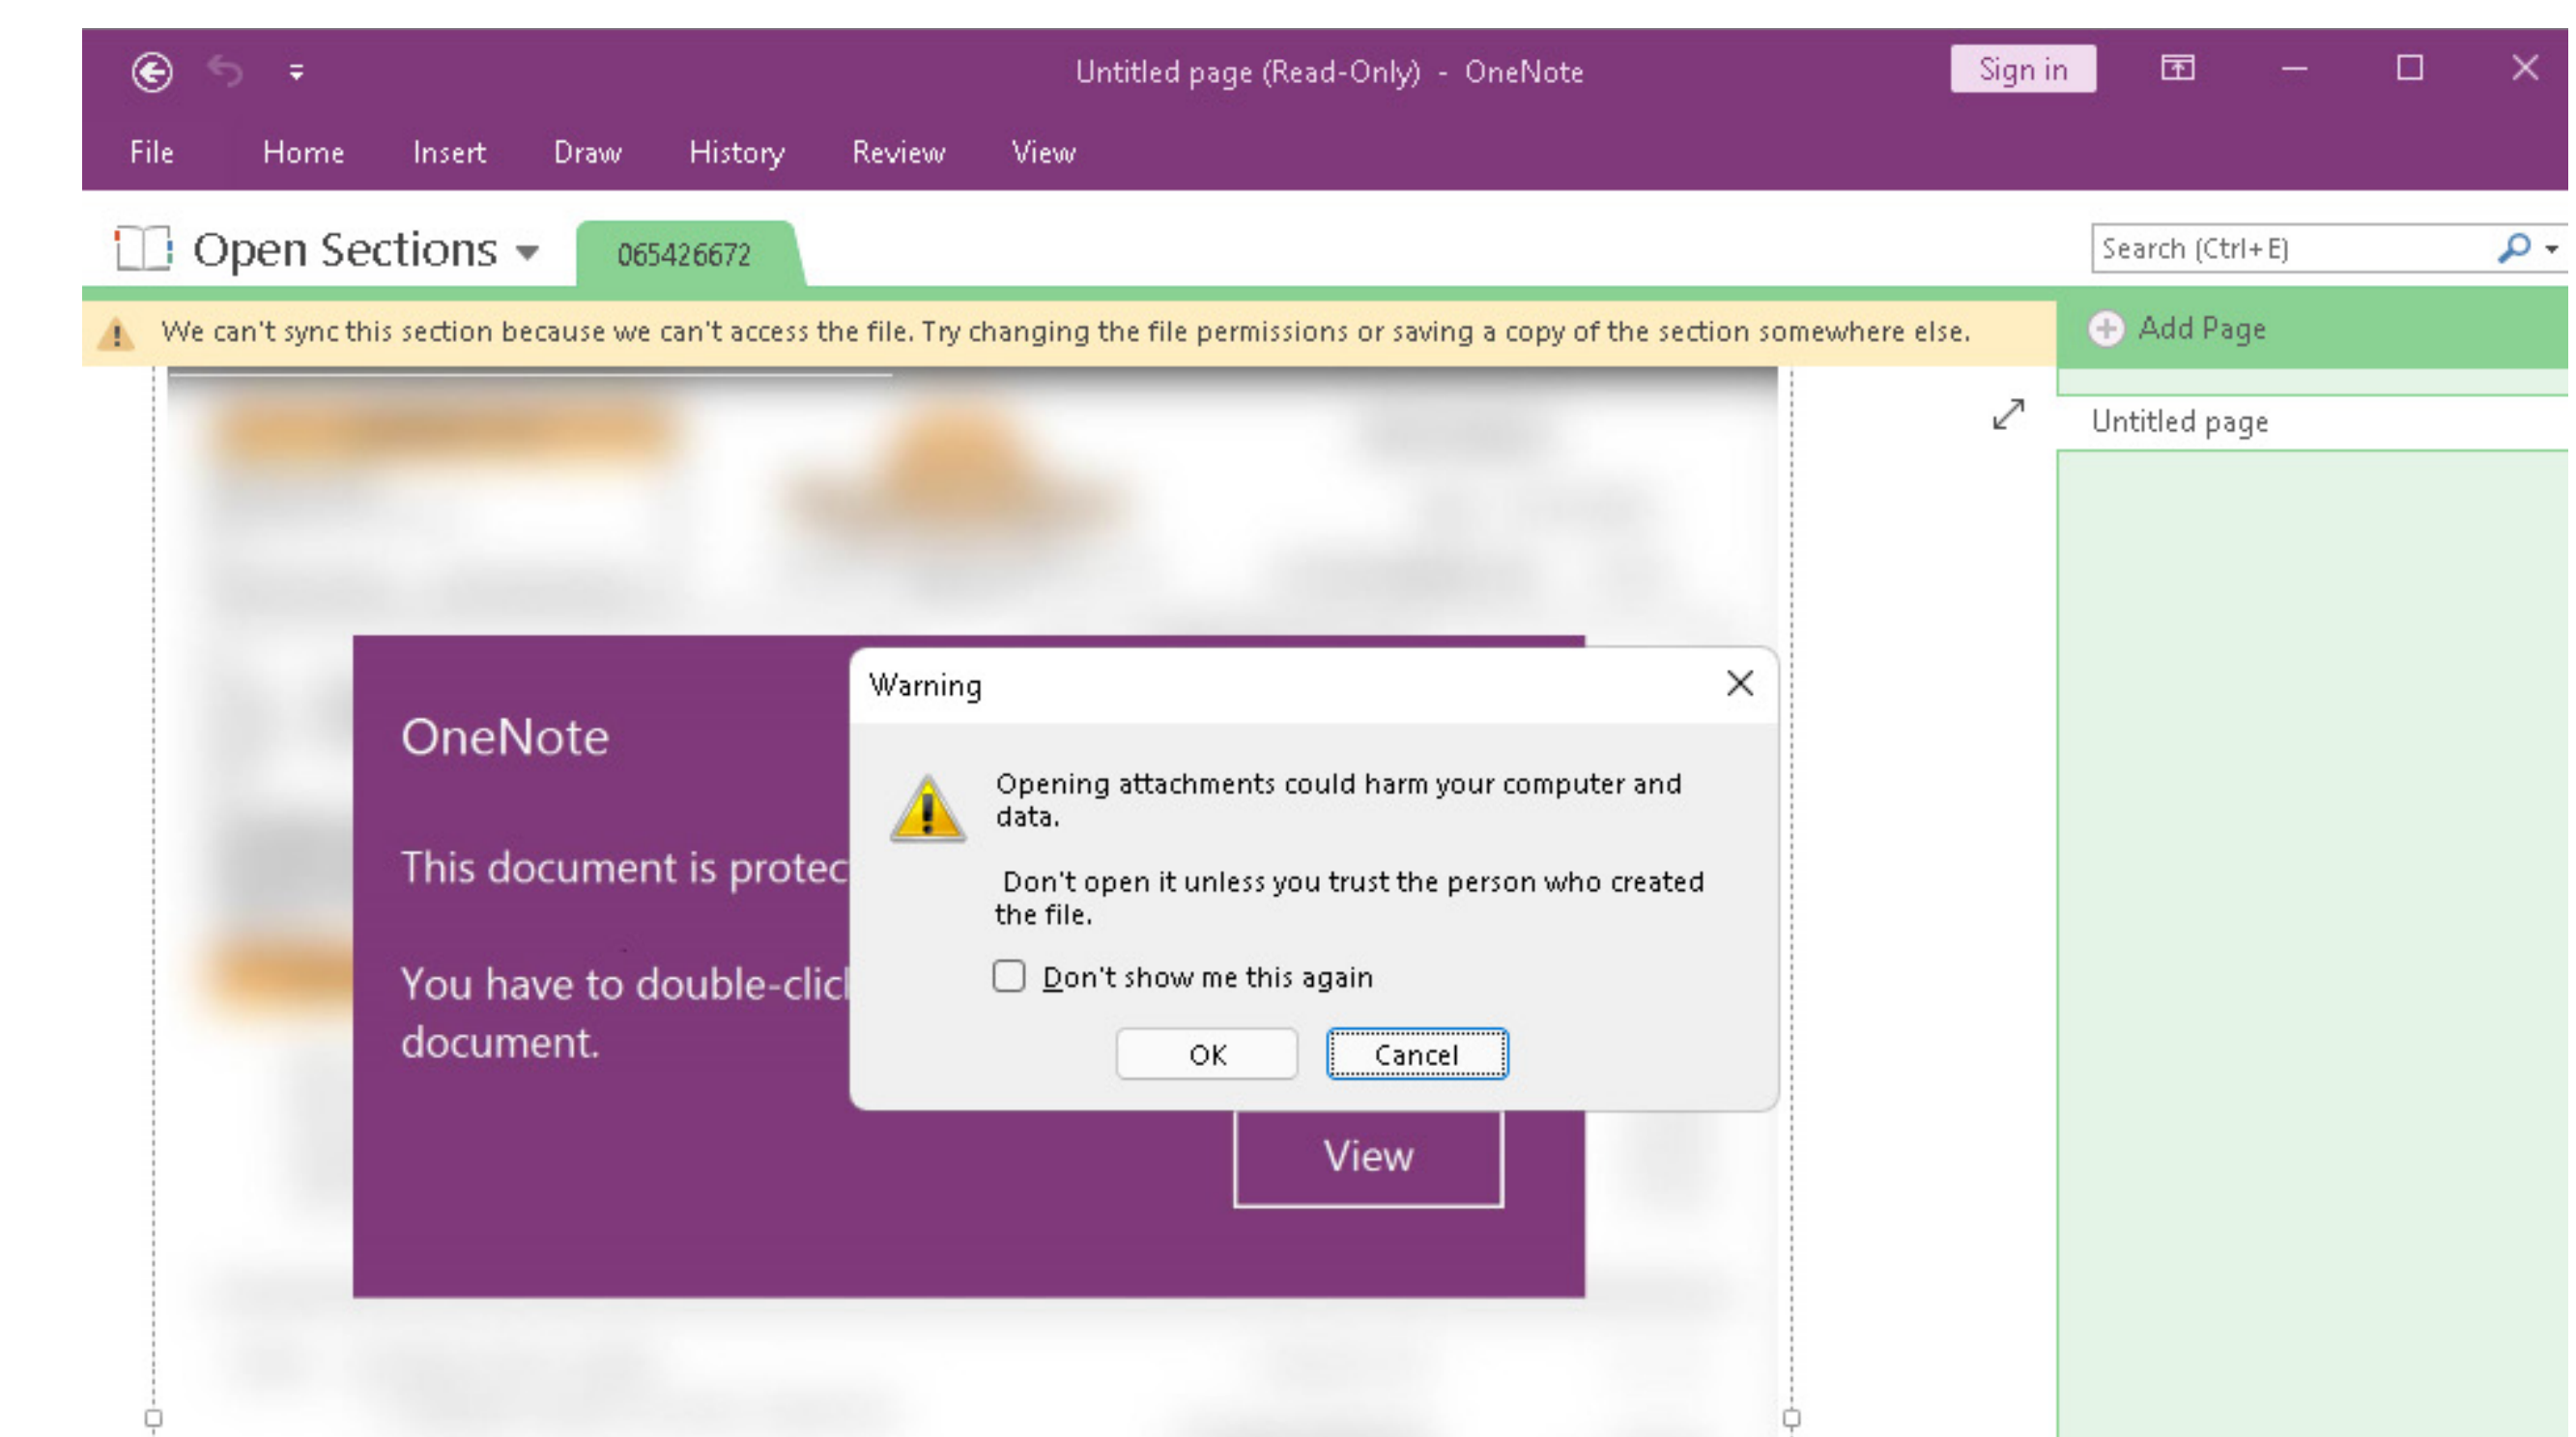 Untitled page (Read-Only) - OneNote
Sign in
File Home Insert Draw History Review View
Open Sections
065426672
Search (Ctrl+E)
We can't sync this section because we can't access the file. Try changing the file permissions or saving a copy of the section somewhere else.
Add Page
Untitled page
OneNote
This document is protec
You have to double-clic
document.
View
Warning
Opening attachments could harm your computer and
data.
Don't open it unless you trust the person who created
the file.
Don't show me this again
OK Cancel